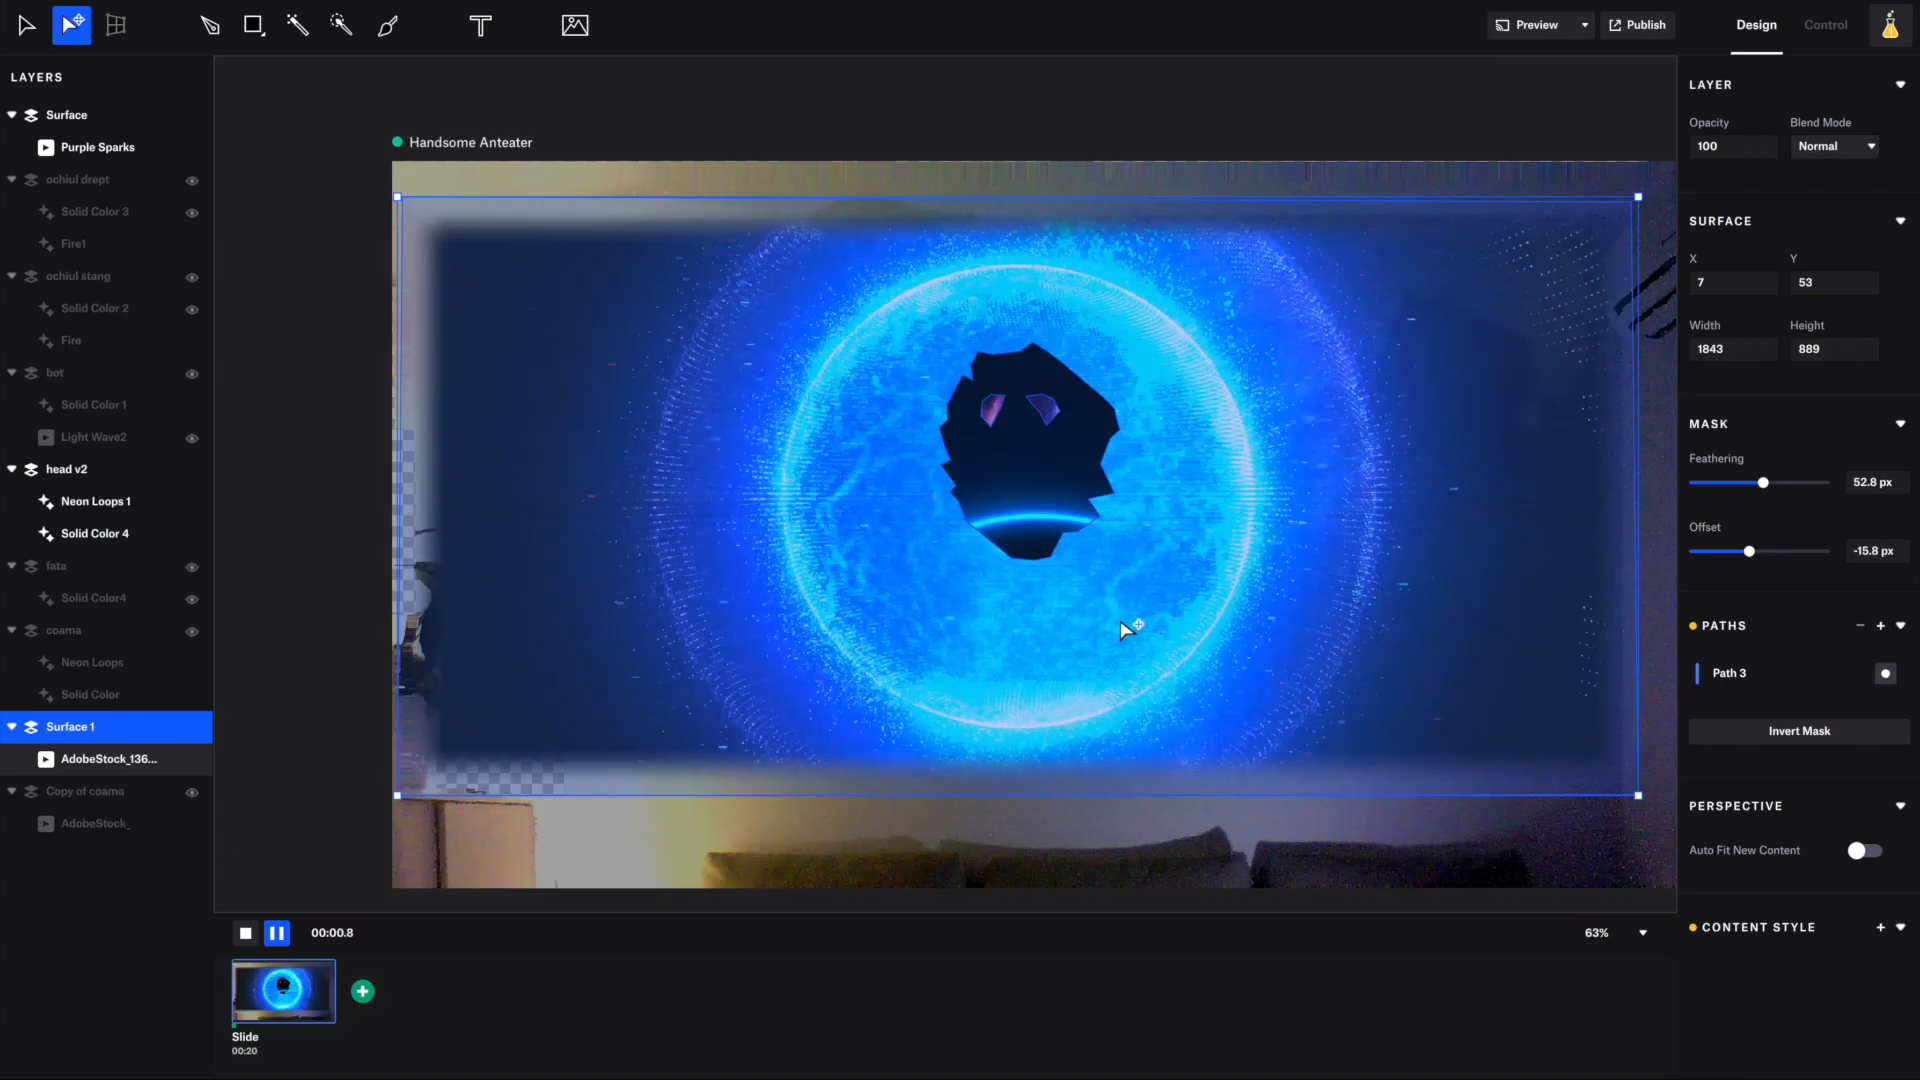 Preview
Publish
Design
Control
LAYERS
Surface
Purple Sparks
ochiul drept
Solid Color 3
Fire1
ochiul stang
Solid Color 2
Fire
bot
Solid Color 1
Light Wave2
head v2
Neon Loops 1
Solid Color 4
fata
Solid Color4
coama
Neon Loops
Solid Color
Surface 1
AdobeStock_136...
Copy of coama
AdobeStock_
Handsome Anteater
00:00.8
63%
Slide
00:20
LAYER
Opacity
Blend Mode
100
Normal
SURFACE
X
Y
7
53
Width
Height
1843
889
MASK
Feathering
52.8 px
Offset
-15.8 px
PATHS
Path 3
Invert Mask
PERSPECTIVE
Auto Fit New Content
CONTENT STYLE